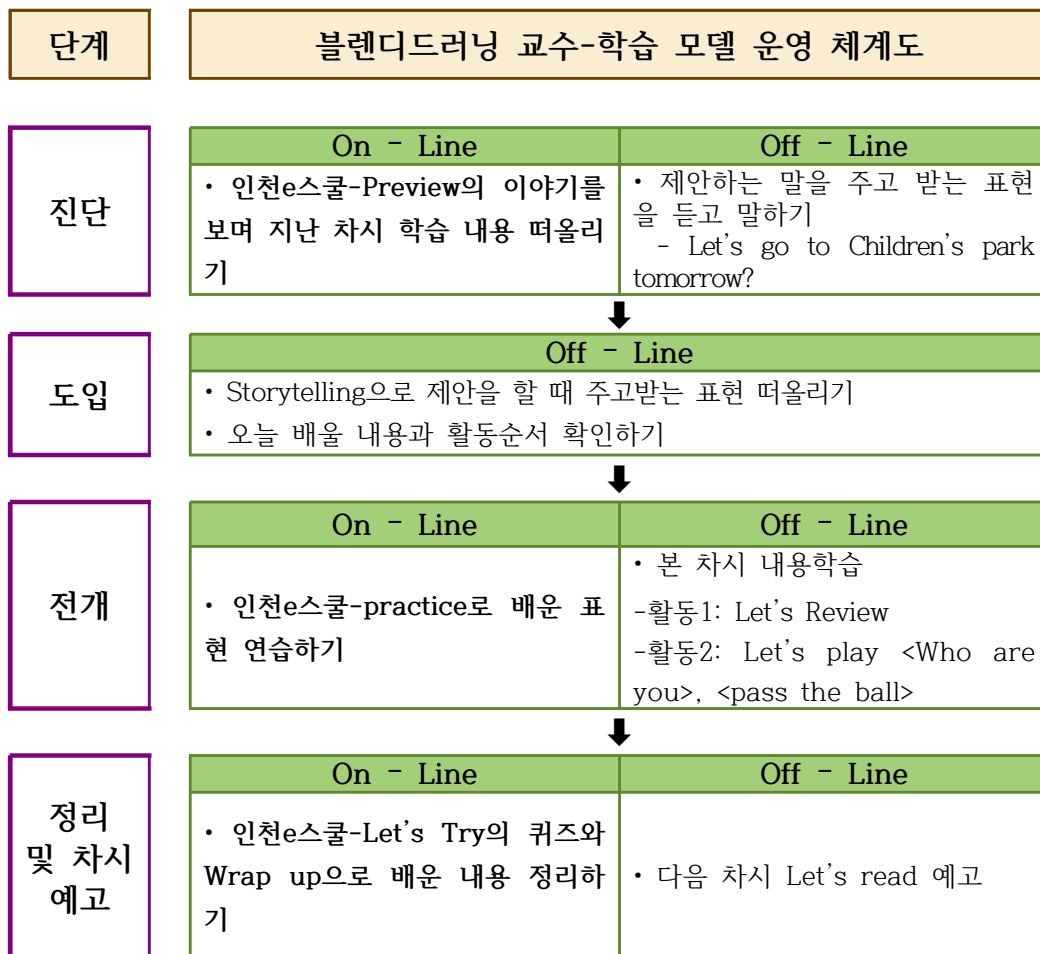 단계
블렌디드러닝 교수-학습 모델 운영 체계도
진단
On - Line
・ 인천e스쿨-Preview의 이야기를
보며 지난 차시 학습 내용 떠올리
기
Off - Line
・ 제안하는 말을 주고 받는 표현
을 듣고 말하기
- Let's go to Children's park
tomorrow?
도입
Off - Line
・ Storytelling으로 제안을 할 때 주고받는 표현 떠올리기
・ 오늘 배울 내용과 활동순서 확인하기
전개
On - Line
・ 인천e스쿨-practice로 배운 표
현 연습하기
Off - Line
・ 본 차시 내용학습
-활동1: Let's Review
-활동2: Let's play <Who are
you>, <pass the ball>
정리
및 차시
예고
On - Line
・ 인천e스쿨-Let's Try의 퀴즈와
Wrap up으로 배운 내용 정리하
기
Off - Line
・ 다음 차시 Let's read 예고